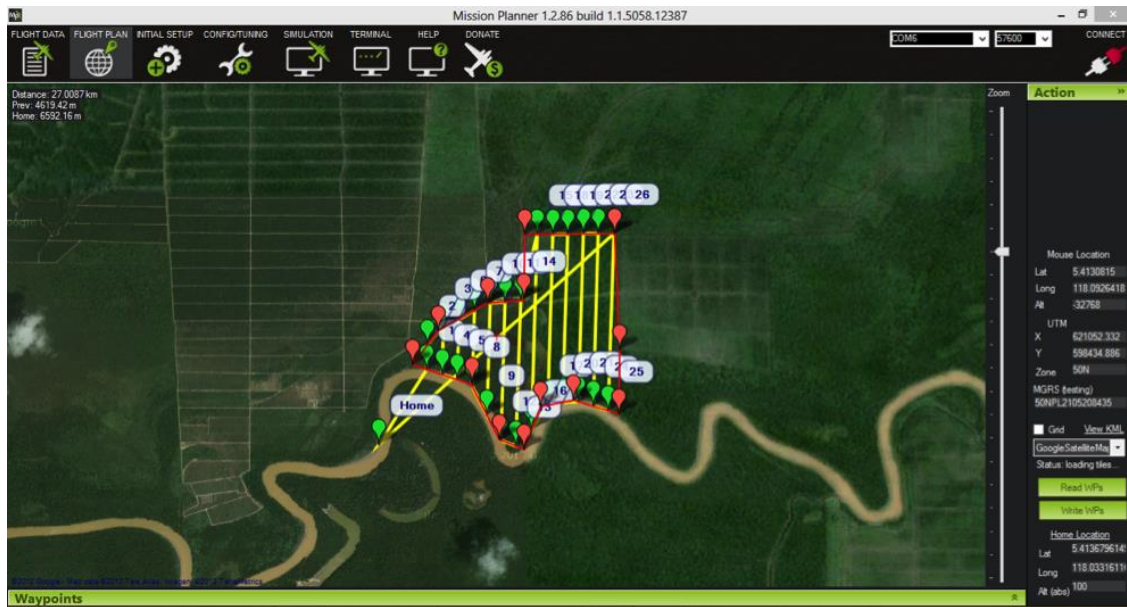 Mission Planner 1.2.86 build 1.1.5058.12387
FLIGHT DATA FLIGHT PLAN INITIAL SETUP CONFIG/TUNING SIMULATION TERMINAL HELP DONATE
COM6 57600 CONNECT
Distance: 27.0087 km
Prev: 4619.42 m
Home: 6592.16 m
Zoom
Action
26
14
2
3
7
4
5
8
9
16
25
Home
Mouse Location
Lat 5.4130815
Long 118.0926418
Alt -32768
UTM
X 621052.332
Y 598434.886
Zone 50N
MGRS (testing)
50NPL2105208435
Grid View KML
GoogleSatelliteMap
Status: loading tiles...
Read WPs
Write WPs
Home Location
Lat 5.413679614
Long 118.0331611
Alt (abs) 100
Waypoints